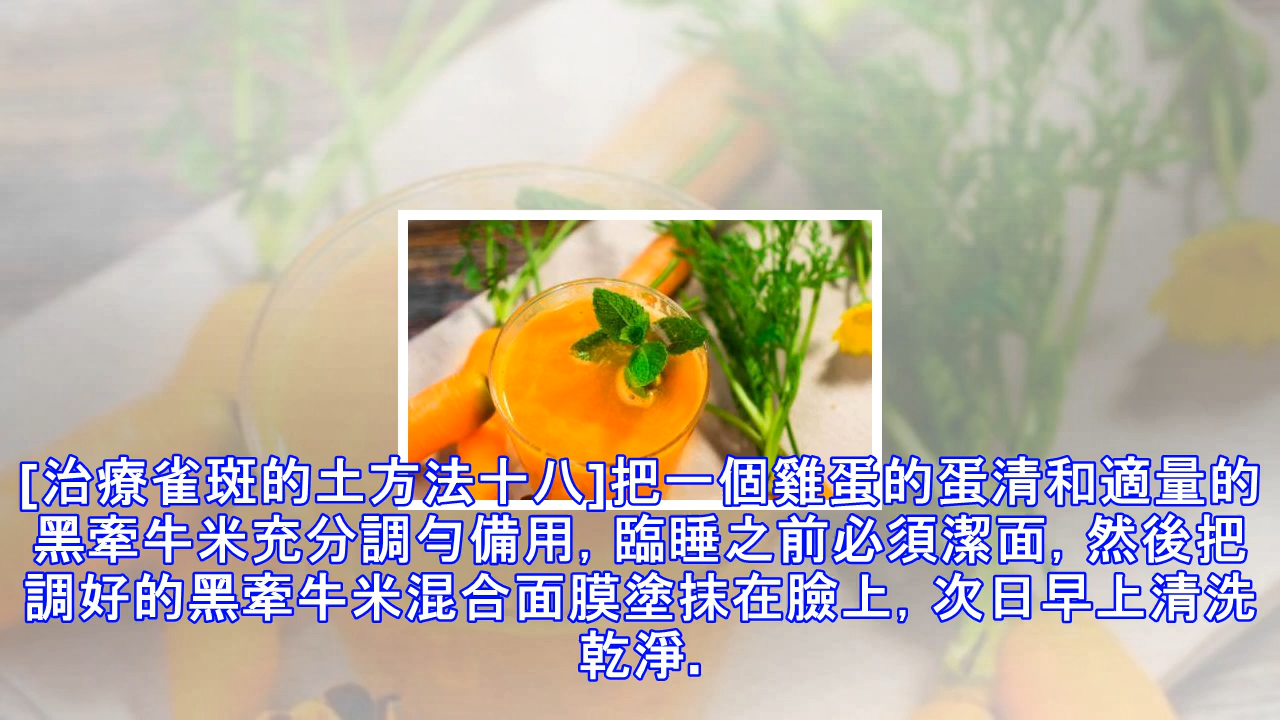 [治療雀斑的土方法十八]把一個雞蛋的蛋清和適量的
黑牽牛米充分調勻備用, 臨睡之前必須潔面, 然後把
調好的黑牽牛米混合面膜塗抹在臉上, 次日早上清洗
乾淨.